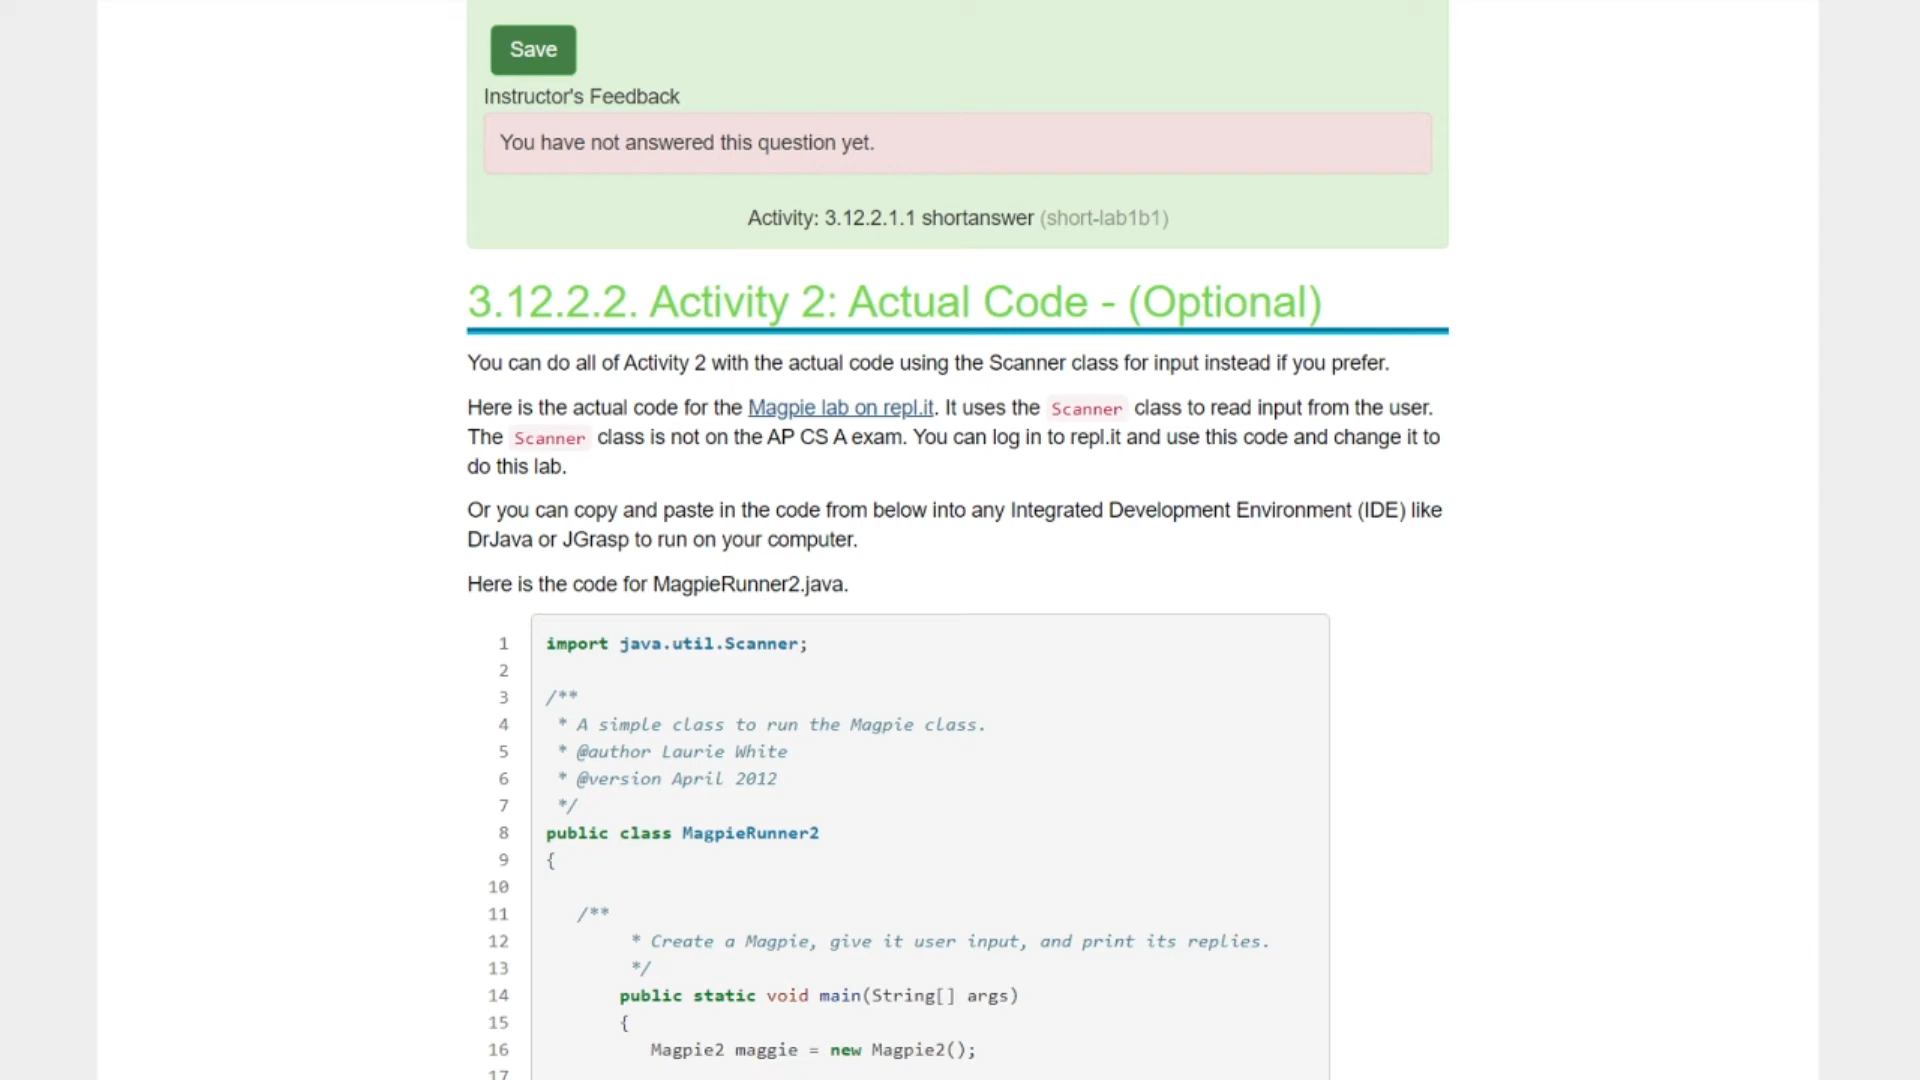 Save
Instructor's Feedback
You have not answered this question yet.
Activity: 3.12.2.1.1 shortanswer (short-lab1b1)
3.12.2.2. Activity 2: Actual Code - (Optional)
You can do all of Activity 2 with the actual code using the Scanner class for input instead if you prefer.
Here is the actual code for the Magpie lab on repl.it. It uses the Scanner class to read input from the user.
The Scanner class is not on the AP CS A exam. You can log in to repl.it and use this code and change it to
do this lab.
Or you can copy and paste in the code from below into any Integrated Development Environment (IDE) like
DrJava or JGrasp to run on your computer.
Here is the code for MagpieRunner2.java.
1 import java.util.Scanner;
2
3 /**
4 * A simple class to run the Magpie class.
5 * @author Laurie White
6 * @version April 2012
7 */
8 public class MagpieRunner2
9 {
10
11 /**
12 * Create a Magpie, give it user input, and print its replies.
13 */
14 public static void main(String[] args)
15 {
16 Magpie2 maggie = new Magpie2();
17